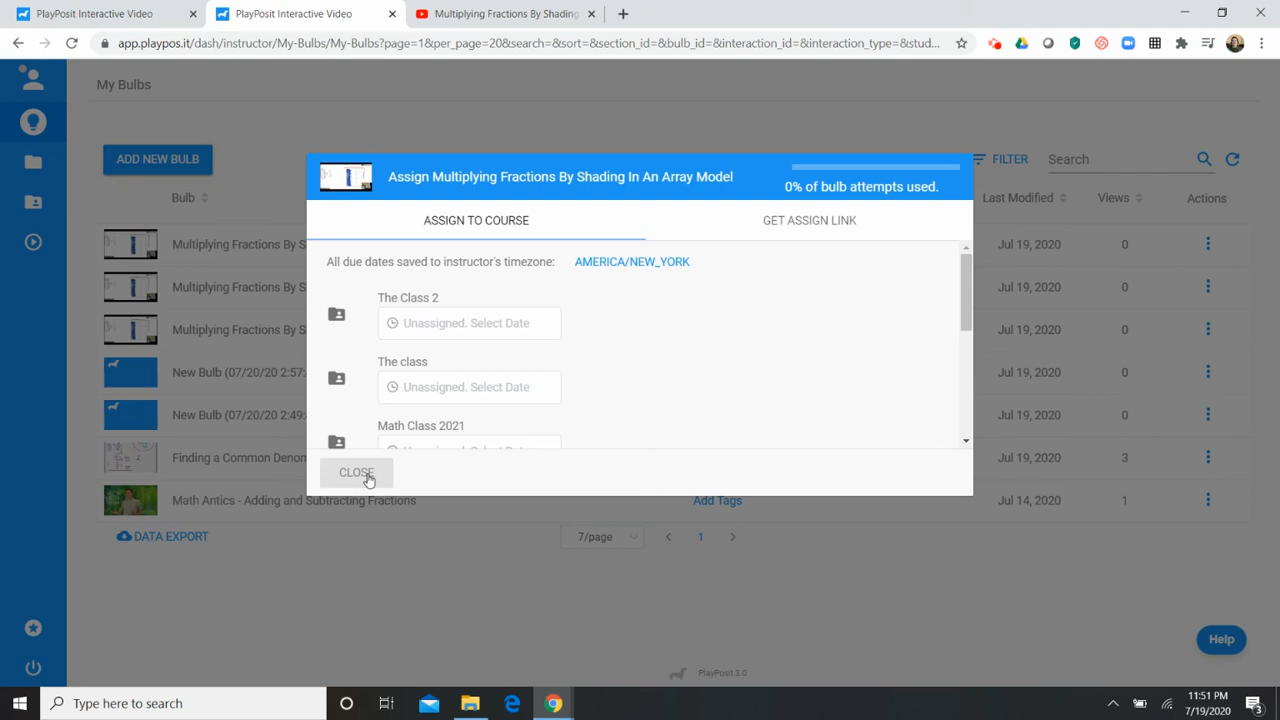 PlayPosit Interactive Video
PlayPosit Interactive Video
Multiplying Fractions By Shading
app.playpos.it/dash/instructor/My-Bulbs/My-Bulbs?page=1&per_page=20&search=&sort=&section_id=&bulb_id=&interaction_id=&interaction_type=&stud...
My Bulbs
ADD NEW BULB
FILTER
Search
Bulb
Last Modified
Views
Actions
Assign Multiplying Fractions By Shading In An Array Model
0% of bulb attempts used.
ASSIGN TO COURSE
GET ASSIGN LINK
All due dates saved to instructor's timezone:
AMERICA/NEW_YORK
The Class 2
Unassigned. Select Date
The class
Unassigned. Select Date
Math Class 2021
Unassigned. Select Date
CLOSE
Multiplying Fractions By S
Jul 19, 2020
0
Multiplying Fractions By S
Jul 19, 2020
0
Multiplying Fractions By S
Jul 19, 2020
0
New Bulb (07/20/20 2:57:
Jul 19, 2020
0
New Bulb (07/20/20 2:49:
Jul 19, 2020
0
Finding a Common Denom
Jul 19, 2020
3
Math Antics - Adding and Subtracting Fractions
Add Tags
Jul 14, 2020
1
DATA EXPORT
7/page
1
Help
PlayPosit 3.0
Type here to search
11:51 PM
7/19/2020
3